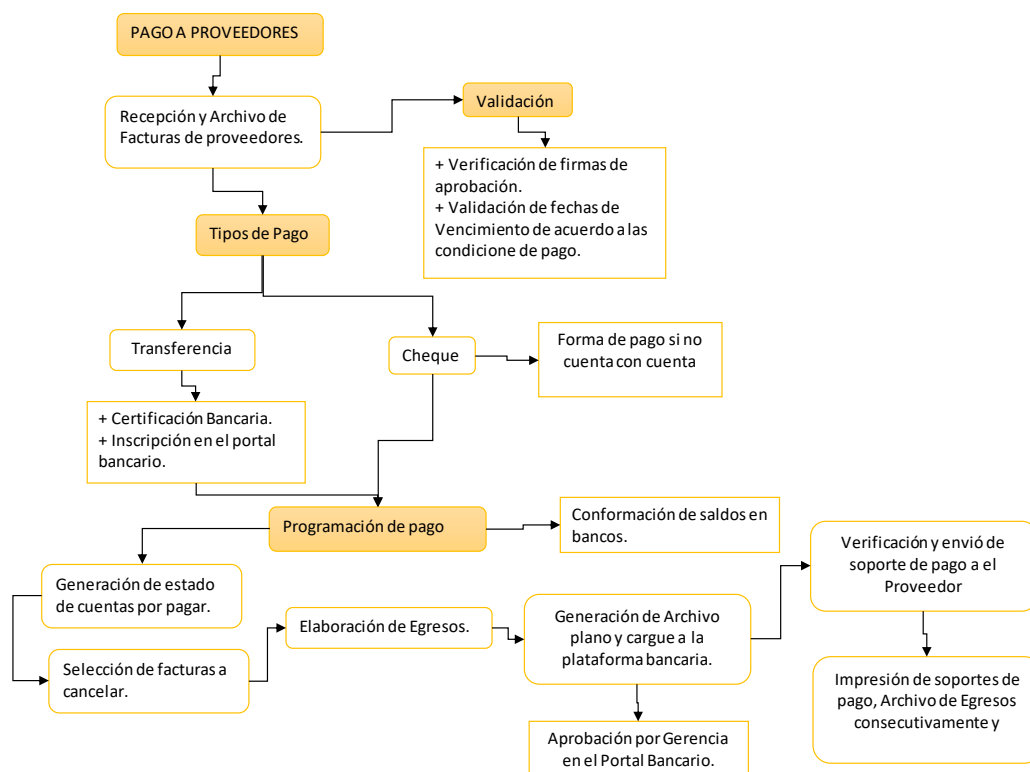 PAGO A PROVEEDORES
Recepción y Archivo de
Facturas de proveedores.
Validación
+ Verificación de firmas de
aprobación.
+ Validación de fechas de
Vencimiento de acuerdo a las
condicione de pago.
Tipos de Pago
Transferencia
Cheque
Forma de pago si no
cuenta con cuenta
+ Certificación Bancaria.
+ Inscripción en el portal
bancario.
Programación de pago
Conformación de saldos en
bancos.
Generación de estado
de cuentas por pagar.
Selección de facturas a
cancelar.
Elaboración de Egresos.
Generación de Archivo
plano y cargue a la
plataforma bancaria.
Aprobación por Gerencia
en el Portal Bancario.
Verificación y envió de
soporte de pago a el
Proveedor
Impresión de soportes de
pago, Archivo de Egresos
consecutivamente y